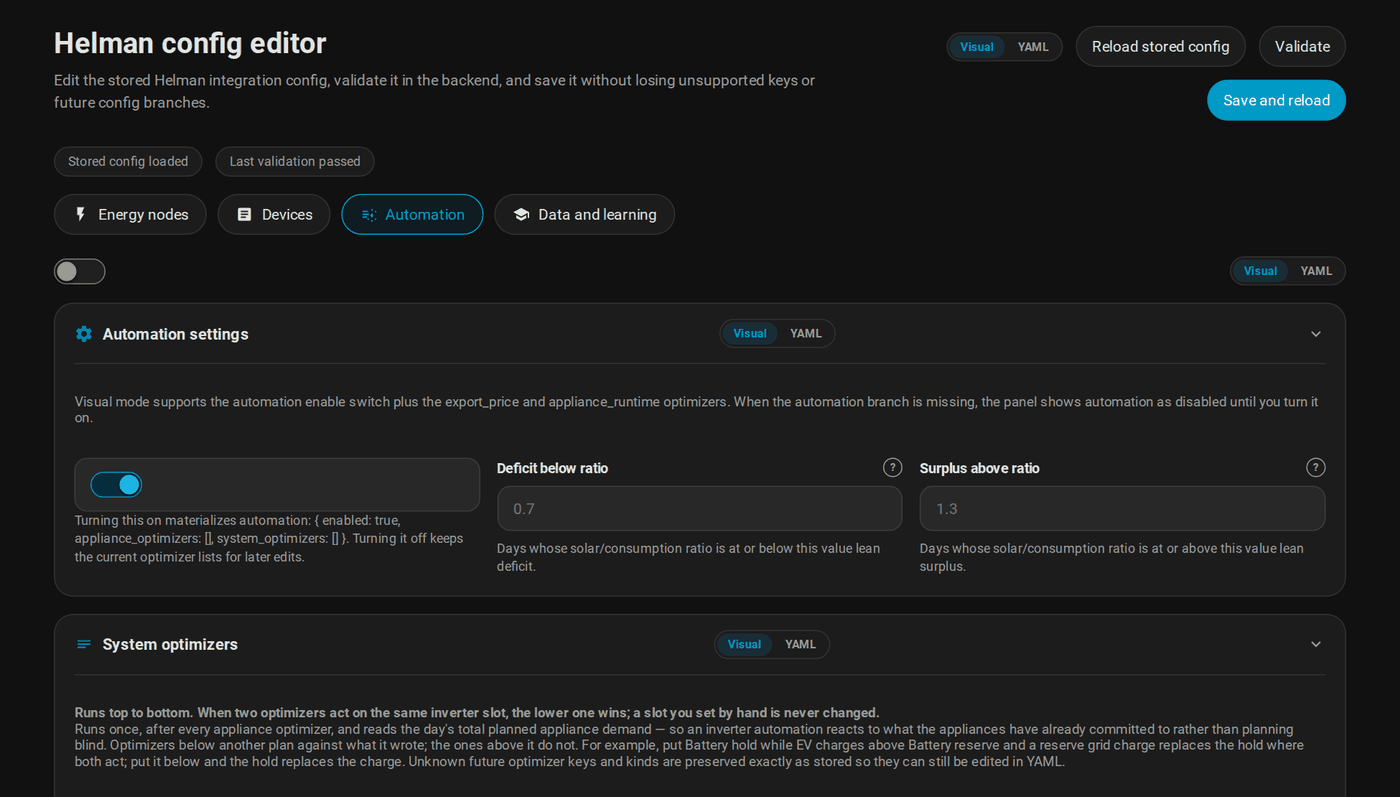 Helman config editor
Visual YAML Reload stored config Validate
Edit the stored Helman integration config, validate it in the backend, and save it without losing unsupported keys or
future config branches.
Save and reload
Stored config loaded Last validation passed
Energy nodes Devices Automation Data and learning
Visual YAML
Automation settings Visual YAML
Visual mode supports the automation enable switch plus the export_price and appliance_runtime optimizers. When the automation branch is missing, the panel shows automation as disabled until you turn it
on.
Deficit below ratio ? Surplus above ratio ?
0.7 1.3
Turning this on materializes automation: { enabled: true,
appliance_optimizers: [], system_optimizers: [] }. Turning it off keeps
the current optimizer lists for later edits.
Days whose solar/consumption ratio is at or below this value lean
deficit.
Days whose solar/consumption ratio is at or above this value lean
surplus.
System optimizers Visual YAML
Runs top to bottom. When two optimizers act on the same inverter slot, the lower one wins; a slot you set by hand is never changed.
Runs once, after every appliance optimizer, and reads the day's total planned appliance demand — so an inverter automation reacts to what the appliances have already committed to rather than planning
blind. Optimizers below another plan against what it wrote; the ones above it do not. For example, put Battery hold while EV charges above Battery reserve and a reserve grid charge replaces the hold where
both act; put it below and the hold replaces the charge. Unknown future optimizer keys and kinds are preserved exactly as stored so they can still be edited in YAML.